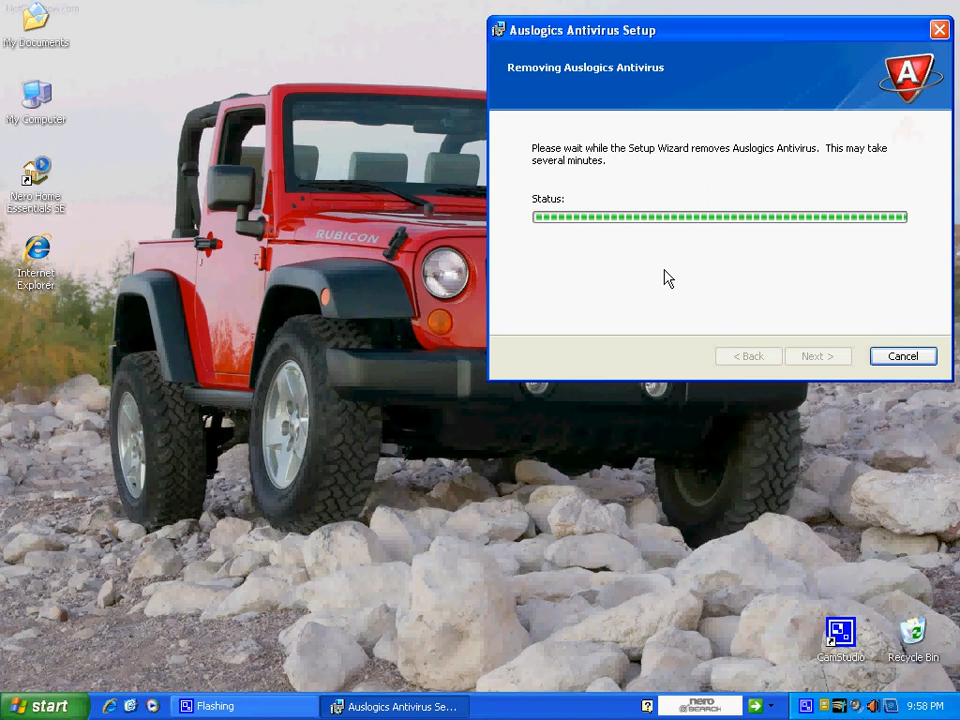 My Documents
My Computer
Nero Home
Essentials SE
Internet
Explorer
RUBICON
Auslogics Antivirus Setup
Removing Auslogics Antivirus
A
Please wait while the Setup Wizard removes Auslogics Antivirus. This may take
several minutes.
Status:
< Back
Next >
Cancel
CamStudio
Recycle Bin
start
Flashing
Auslogics Antivirus Se...
nero
SEARCH
9:58 PM